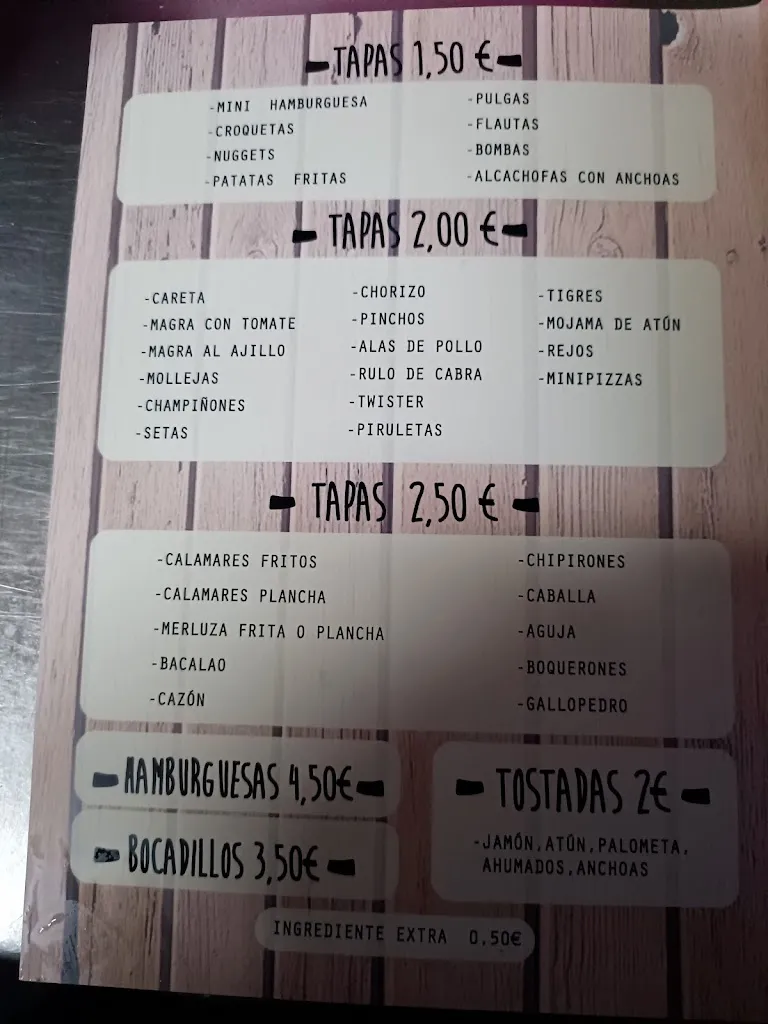 -TAPAS 1,50 €-
-MINI HAMBURGUESA
-CROQUETAS
-NUGGETS
-PATATAS FRITAS
-PULGAS
-FLAUTAS
-BOMBAS
-ALCACHOFAS CON ANCHOAS
- TAPAS 2,00 €-
-CARETA
-MAGRA CON TOMATE
-MAGRA AL AJILLO
-MOLLEJAS
-CHAMPIÑONES
-SETAS
-CHORIZO
-PINCHOS
-ALAS DE POLLO
-RULO DE CABRA
-TWISTER
-PIRULETAS
-TIGRES
-MOJAMA DE ATÚN
-REJOS
-MINIPIZZAS
- TAPAS 2,50 € -
-CALAMARES FRITOS
-CALAMARES PLANCHA
-MERLUZA FRITA O PLANCHA
-BACALAO
-CAZÓN
-CHIPIRONES
-CABALLA
-AGUJA
-BOQUERONES
-GALLOPEDRO
-HAMBURGUESAS 4,50€-
- BOCADILLOS 3,50€ -
- TOSTADAS 2€ -
-JAMÓN,ATÚN,PALOMETA,
AHUMADOS,ANCHOAS
INGREDIENTE EXTRA 0,50€